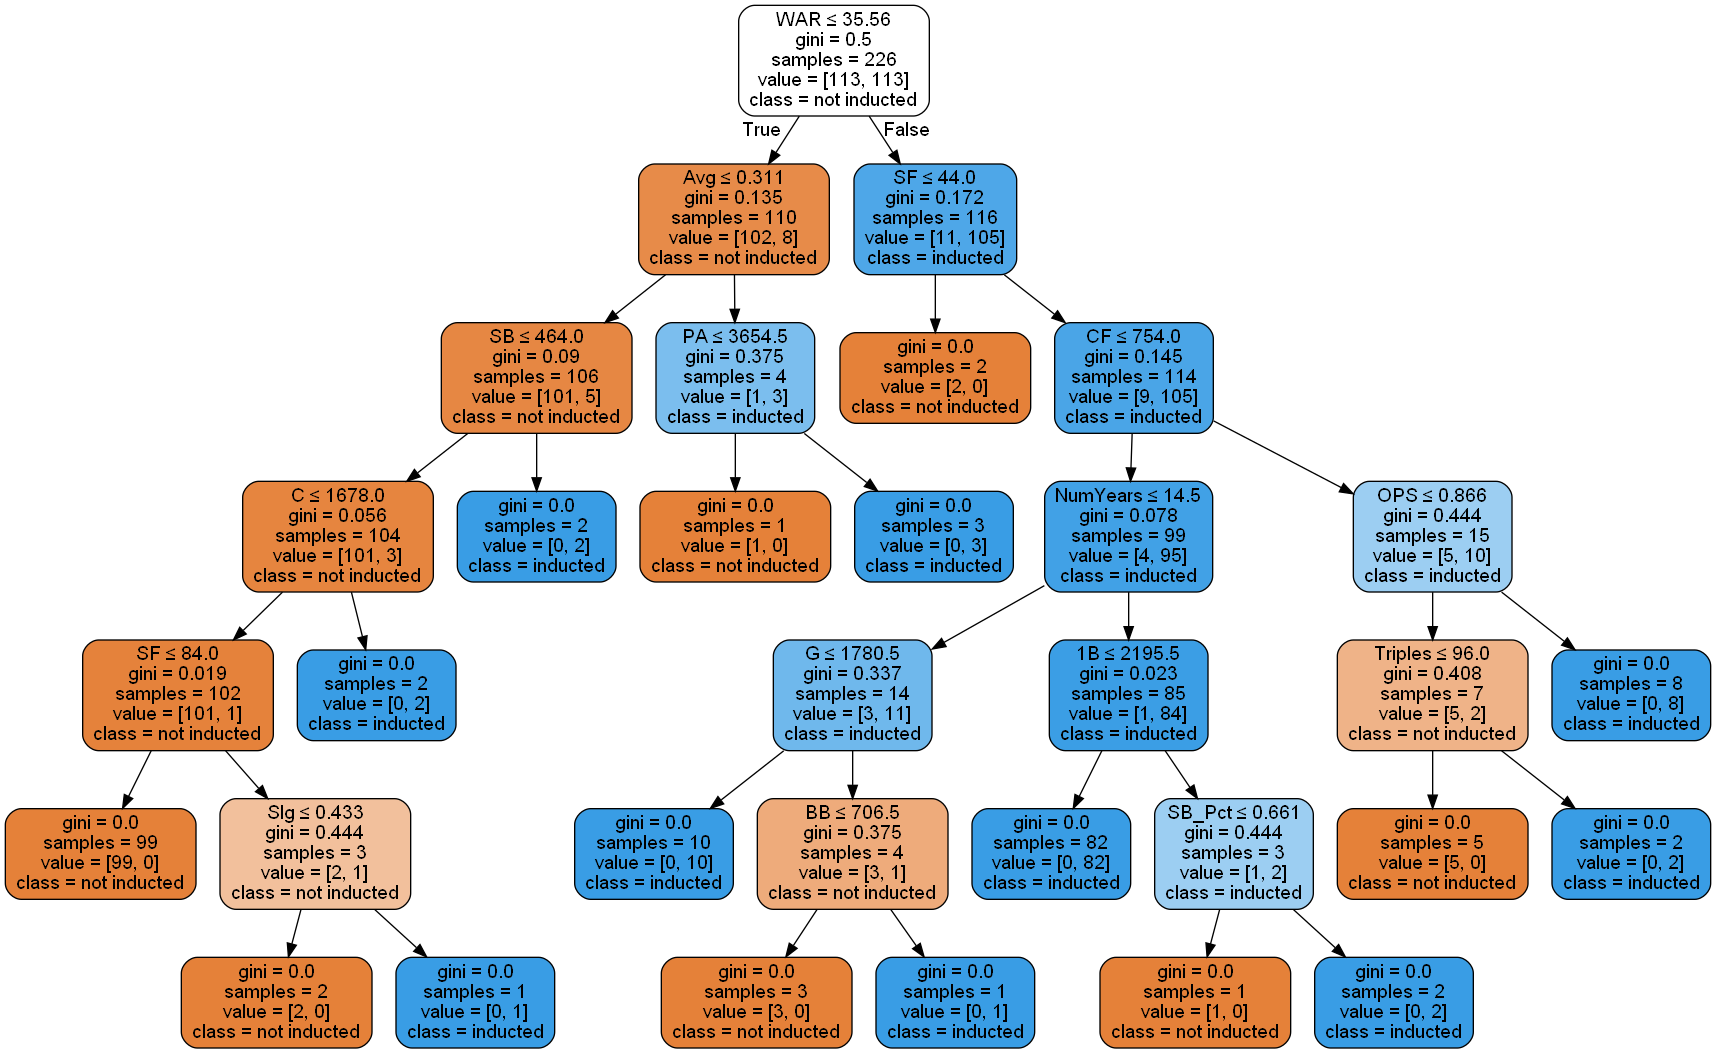 WAR ≤ 35.56
gini = 0.5
samples = 226
value = [113, 113]
class = not inducted
True
False
Avg ≤ 0.311
gini = 0.135
samples = 110
value = [102, 8]
class = not inducted
SF ≤ 44.0
gini = 0.172
samples = 116
value = [11, 105]
class = inducted
SB ≤ 464.0
gini = 0.09
samples = 106
value = [101, 5]
class = not inducted
PA ≤ 3654.5
gini = 0.375
samples = 4
value = [1, 3]
class = inducted
gini = 0.0
samples = 2
value = [2, 0]
class = not inducted
CF ≤ 754.0
gini = 0.145
samples = 114
value = [9, 105]
class = inducted
C ≤ 1678.0
gini = 0.056
samples = 104
value = [101, 3]
class = not inducted
gini = 0.0
samples = 2
value = [0, 2]
class = inducted
gini = 0.0
samples = 1
value = [1, 0]
class = not inducted
gini = 0.0
samples = 3
value = [0, 3]
class = inducted
NumYears ≤ 14.5
gini = 0.078
samples = 99
value = [4, 95]
class = inducted
OPS ≤ 0.866
gini = 0.444
samples = 15
value = [5, 10]
class = inducted
SF ≤ 84.0
gini = 0.019
samples = 102
value = [101, 1]
class = not inducted
gini = 0.0
samples = 2
value = [0, 2]
class = inducted
G ≤ 1780.5
gini = 0.337
samples = 14
value = [3, 11]
class = inducted
1B ≤ 2195.5
gini = 0.023
samples = 85
value = [1, 84]
class = inducted
Triples ≤ 96.0
gini = 0.408
samples = 7
value = [5, 2]
class = not inducted
gini = 0.0
samples = 8
value = [0, 8]
class = inducted
gini = 0.0
samples = 99
value = [99, 0]
class = not inducted
Slg ≤ 0.433
gini = 0.444
samples = 3
value = [2, 1]
class = not inducted
gini = 0.0
samples = 10
value = [0, 10]
class = inducted
BB ≤ 706.5
gini = 0.375
samples = 4
value = [3, 1]
class = not inducted
gini = 0.0
samples = 82
value = [0, 82]
class = inducted
SB_Pct ≤ 0.661
gini = 0.444
samples = 3
value = [1, 2]
class = inducted
gini = 0.0
samples = 5
value = [5, 0]
class = not inducted
gini = 0.0
samples = 2
value = [0, 2]
class = inducted
gini = 0.0
samples = 2
value = [2, 0]
class = not inducted
gini = 0.0
samples = 1
value = [0, 1]
class = inducted
gini = 0.0
samples = 3
value = [3, 0]
class = not inducted
gini = 0.0
samples = 1
value = [0, 1]
class = inducted
gini = 0.0
samples = 1
value = [1, 0]
class = not inducted
gini = 0.0
samples = 2
value = [0, 2]
class = inducted